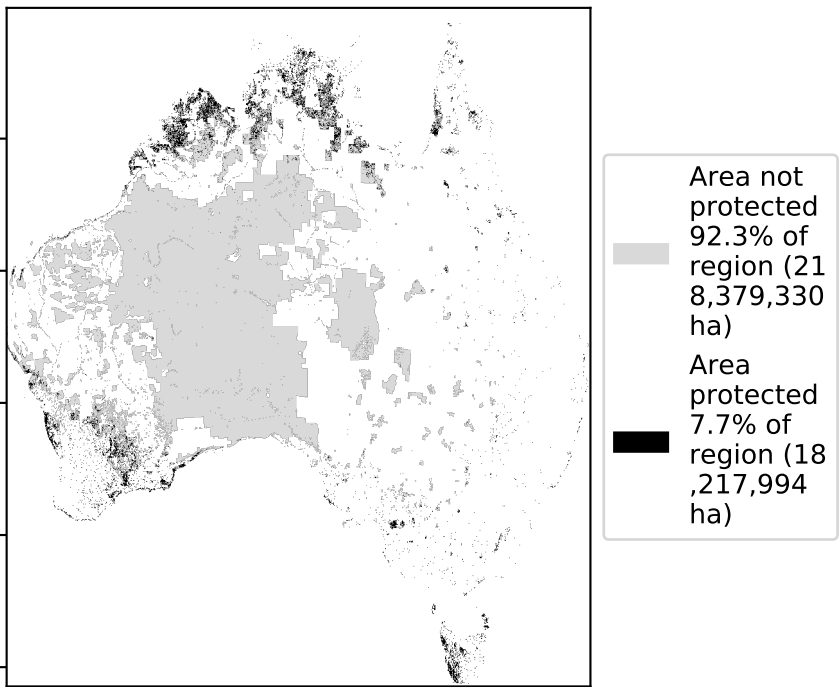 Area not
protected
92.3% of
region (21
8,379,330
ha)
Area
protected
7.7% of
region (18
,217,994
ha)